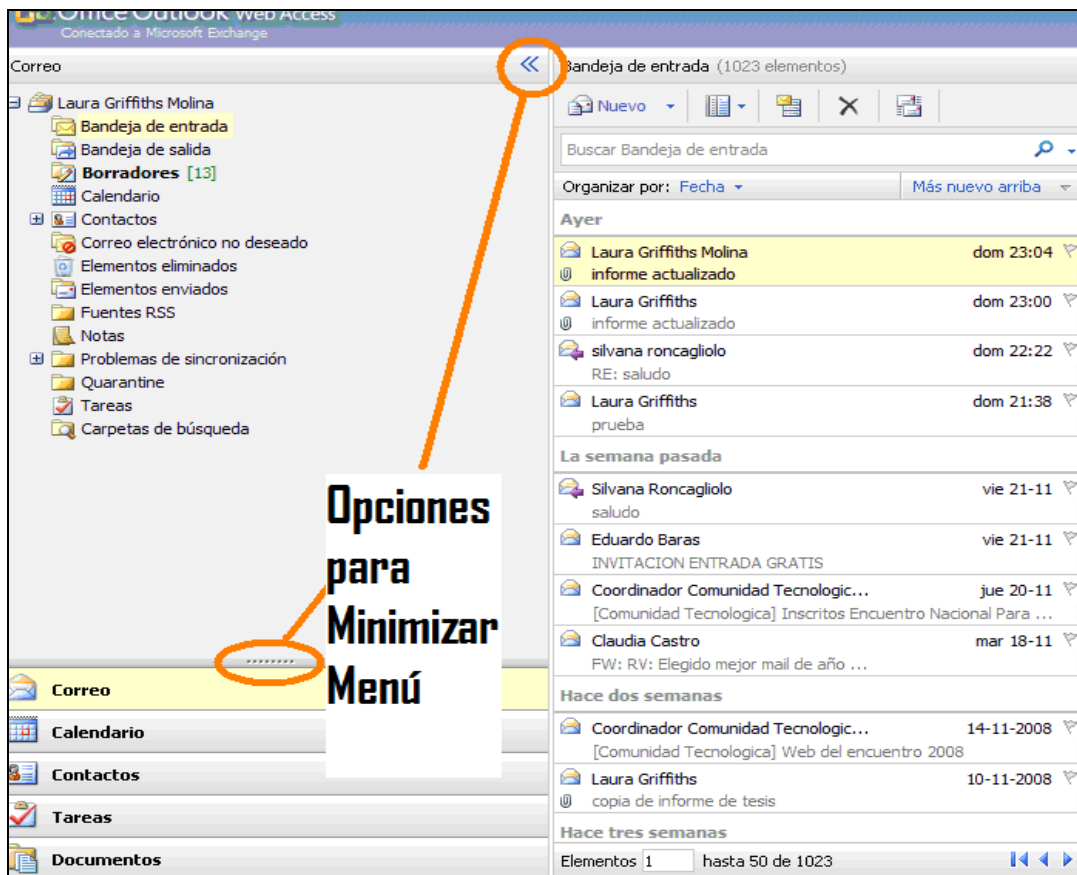 Office Outlook Web Access
Conectado a Microsoft Exchange
Correo
Laura Griffiths Molina
Bandeja de entrada
Bandeja de salida
Borradores [13]
Calendario
Contactos
Correo electrónico no deseado
Elementos eliminados
Elementos enviados
Fuentes RSS
Notas
Problemas de sincronización
Quarantine
Tareas
Carpetas de búsqueda
Opciones
para
Minimizar
Menú
Correo
Calendario
Contactos
Tareas
Documentos
Bandeja de entrada (1023 elementos)
Nuevo
Buscar Bandeja de entrada
Organizar por: Fecha Más nuevo arriba
Ayer
Laura Griffiths Molina dom 23:04
informe actualizado
Laura Griffiths dom 23:00
informe actualizado
silvana roncagliolo dom 22:22
RE: saludo
Laura Griffiths dom 21:38
prueba
La semana pasada
Silvana Roncagliolo vie 21-11
saludo
Eduardo Baras vie 21-11
INVITACION ENTRADA GRATIS
Coordinador Comunidad Tecnologic... jue 20-11
[Comunidad Tecnologica] Inscritos Encuentro Nacional Para ...
Claudia Castro mar 18-11
FW: RV: Elegido mejor mail de año ...
Hace dos semanas
Coordinador Comunidad Tecnologic... 14-11-2008
[Comunidad Tecnologica] Web del encuentro 2008
Laura Griffiths 10-11-2008
copia de informe de tesis
Hace tres semanas
Elementos 1 hasta 50 de 1023